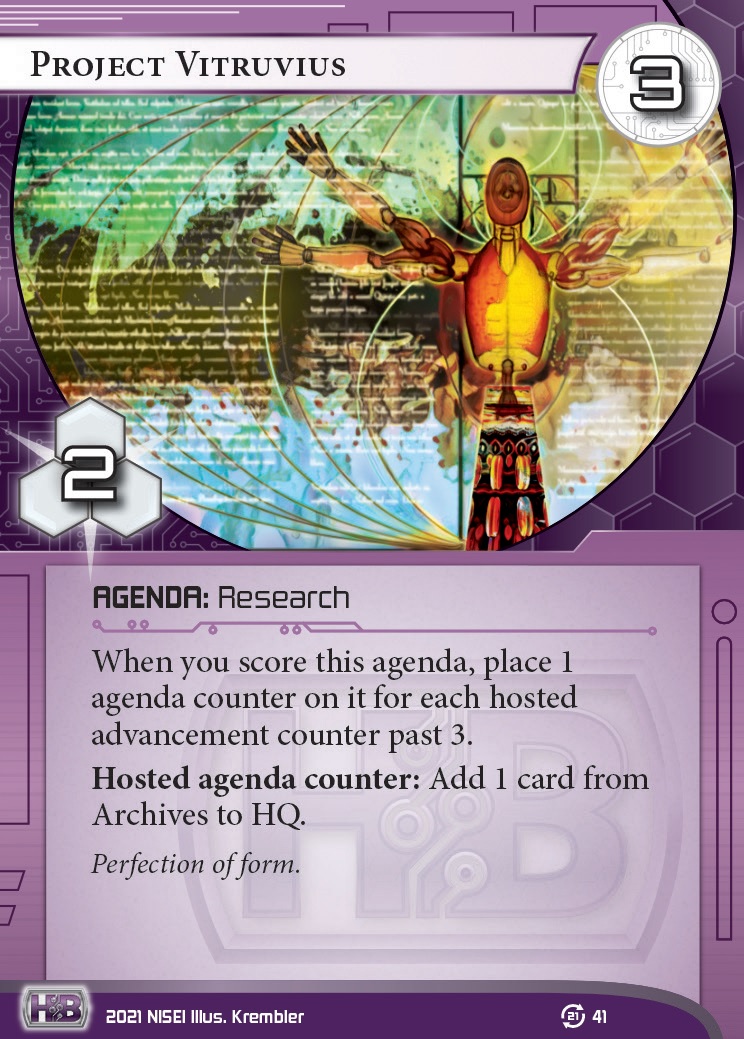 Project Vitruvius
3
2
AGENDA: Research
When you score this agenda, place 1
agenda counter on it for each hosted
advancement counter past 3.
Hosted agenda counter: Add 1 card from
Archives to HQ.
Perfection of form.
HB
2021 NISEI Illus. Krembler
21 41